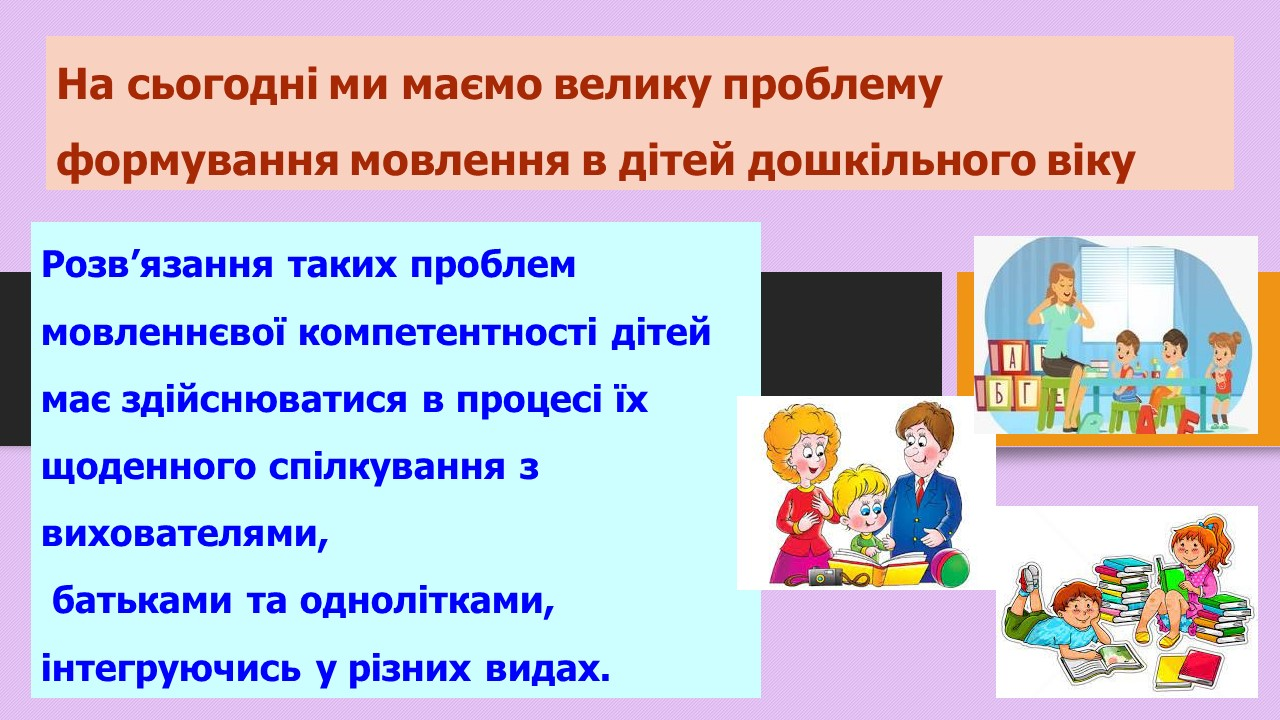 На сьогодні ми маємо велику проблему
формування мовлення в дітей дошкільного віку
Розв’язання таких проблем
мовленнєвої компетентності дітей
має здійснюватися в процесі їх
щоденного спілкування з
вихователями,
батьками та однолітками,
інтегруючись у різних видах.
А
Б Г Е
А Е